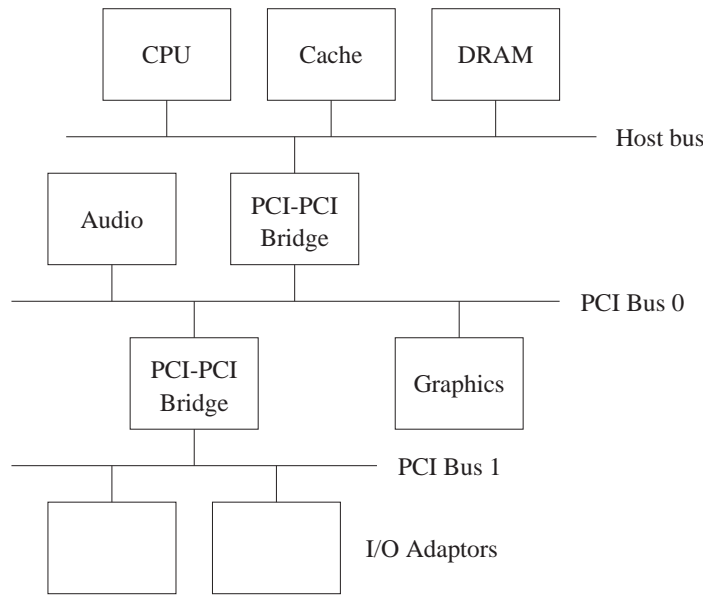 CPU
Cache
DRAM
Host bus
Audio
PCI-PCI
Bridge
PCI Bus 0
PCI-PCI
Bridge
Graphics
PCI Bus 1
I/O Adaptors